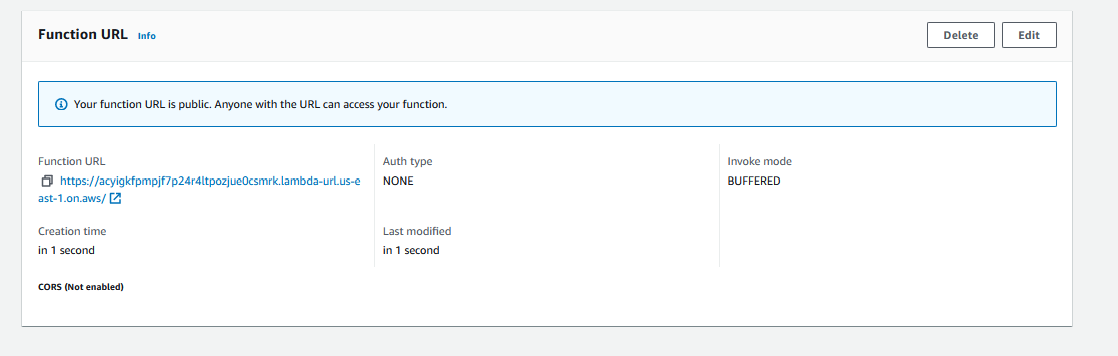 Function URL Info
Delete
Edit
Your function URL is public. Anyone with the URL can access your function.
Function URL
https://acyigkfpmpjf7p24r4ltpozjue0csmrk.lambda-url.us-e
ast-1.on.aws/
Auth type
NONE
Invoke mode
BUFFERED
Creation time
in 1 second
Last modified
in 1 second
CORS (Not enabled)